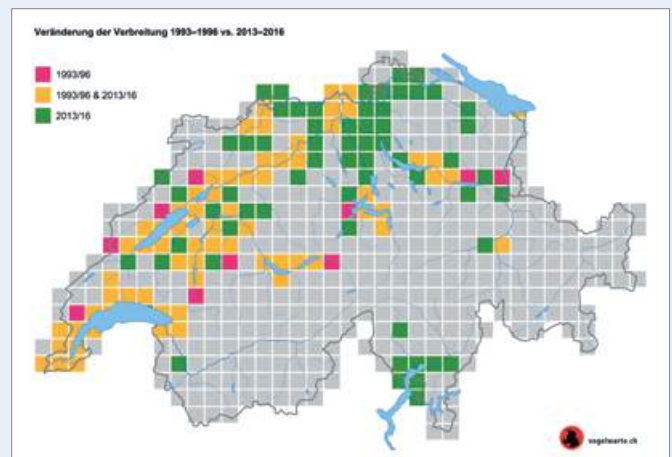 Veränderung der Verbreitung 1993–1996 vs. 2013–2016
1993/96
1993/96 & 2013/16
2013/16
vogelwarte.ch